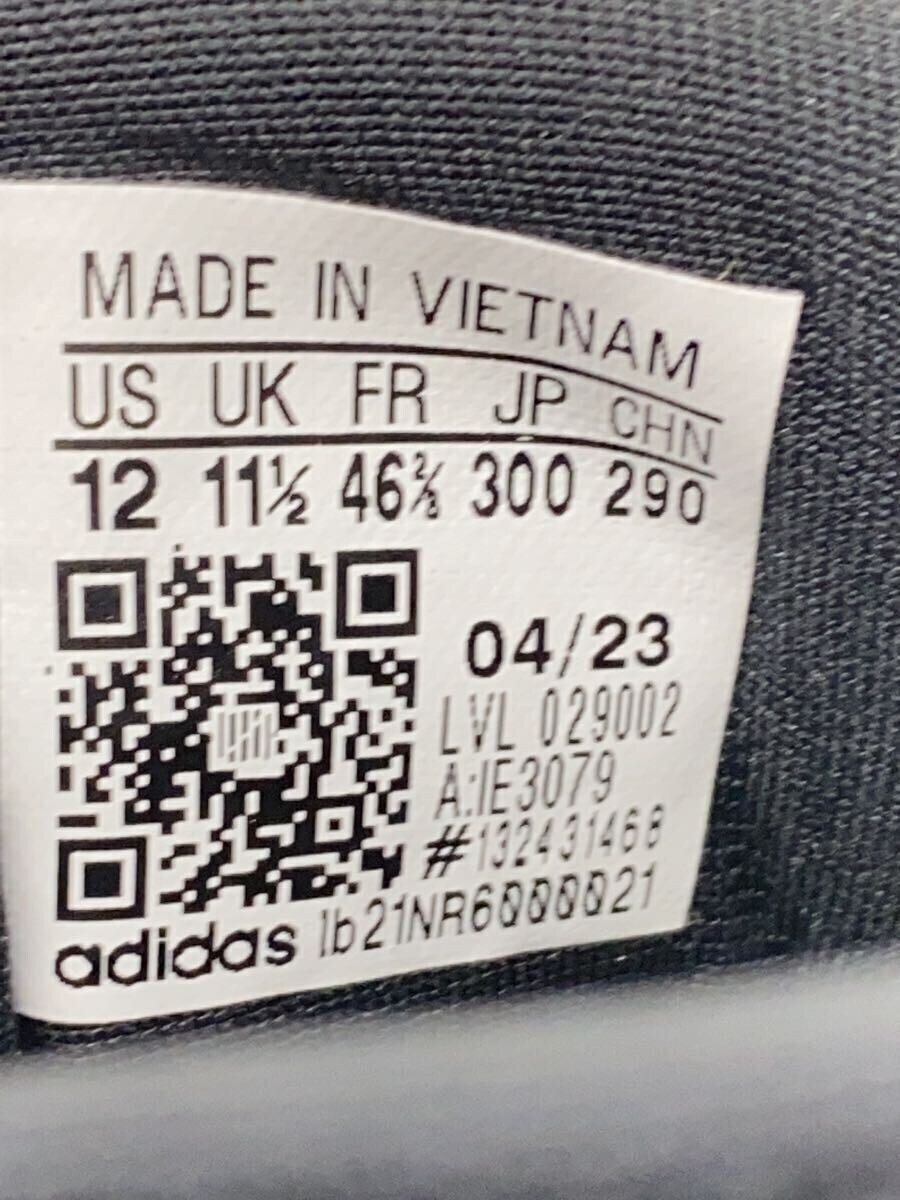 MADE IN VIETNAM
US UK FR JP CHN
12 11½ 46⅔ 300 290
04/23
LVL 029002
A:IE3079
#132431468
adidas lb21NR60000021